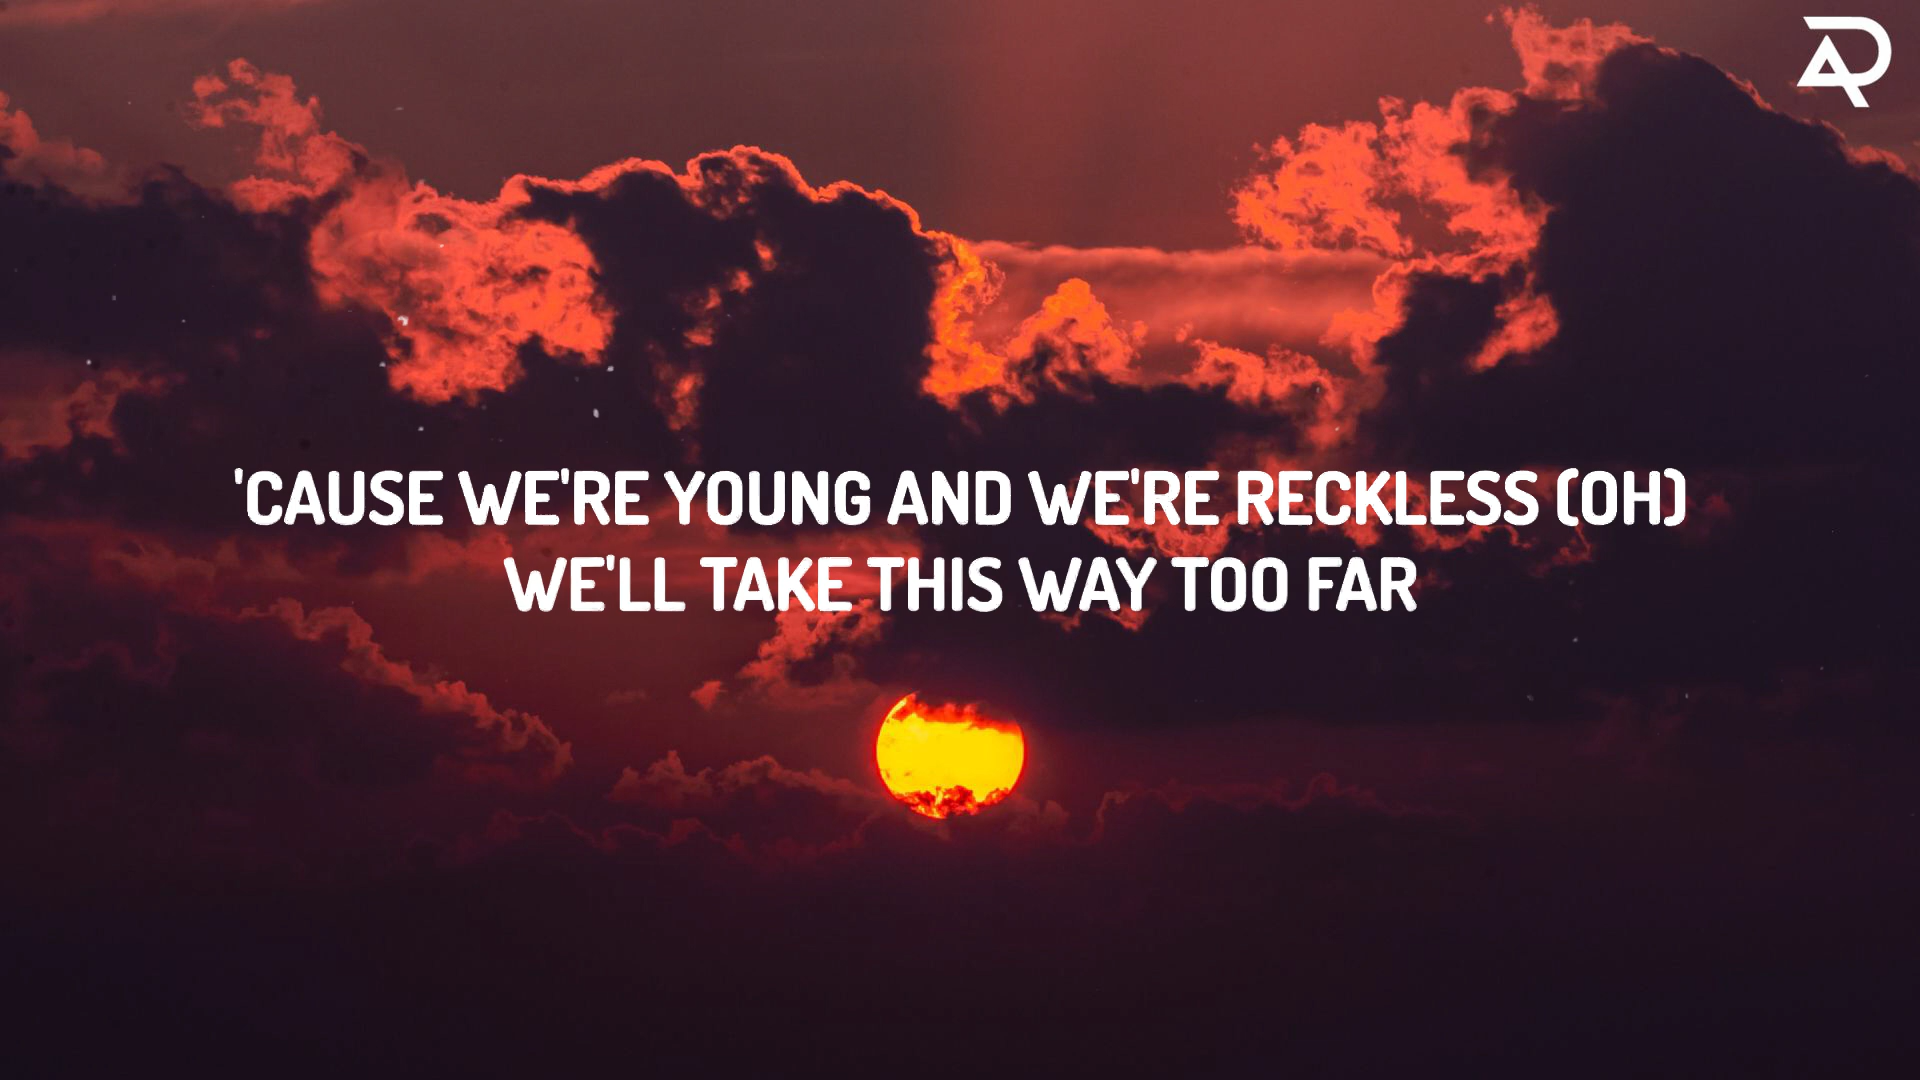 'CAUSE WE'RE YOUNG AND WE'RE RECKLESS (OH)
WE'LL TAKE THIS WAY TOO FAR